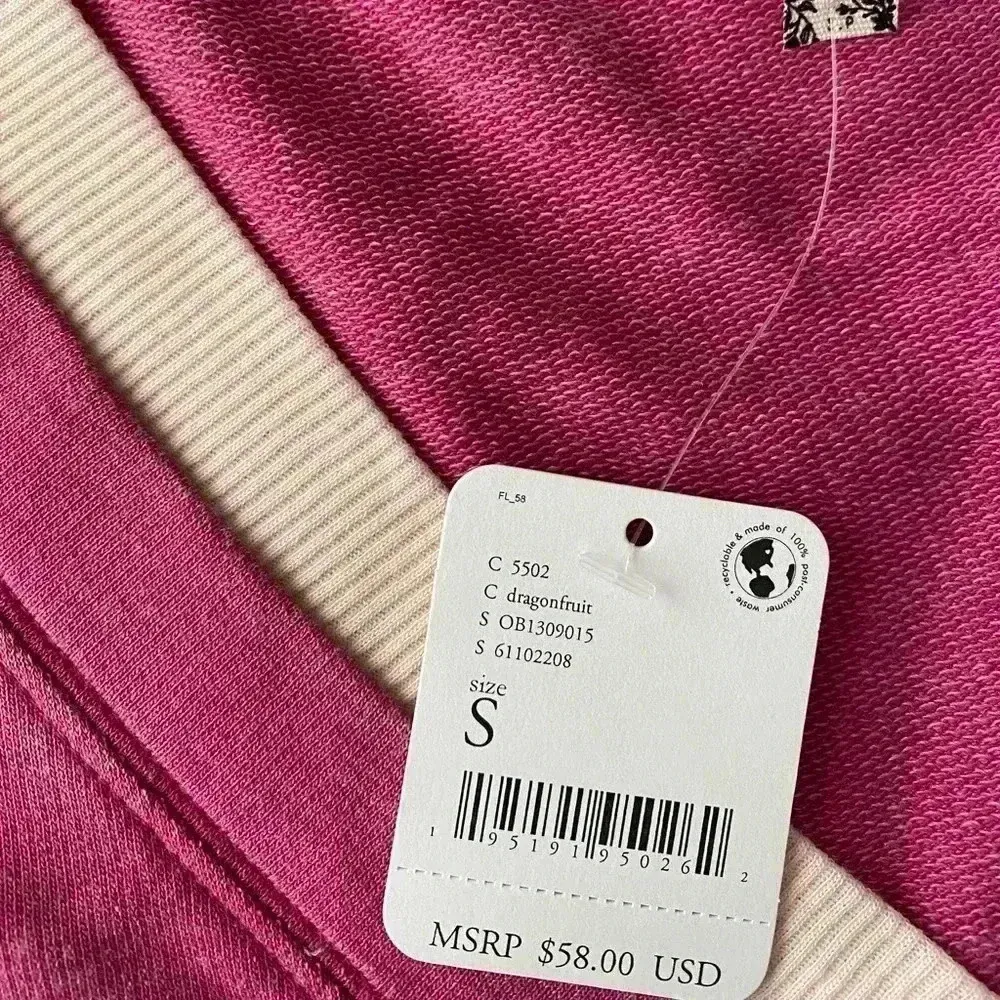 FL_58
recyclable & made of 100% post-consumer waste •
C 5502
C dragonfruit
S OB1309015
S 61102208
size
S
1 95191 95026 2
MSRP $58.00 USD